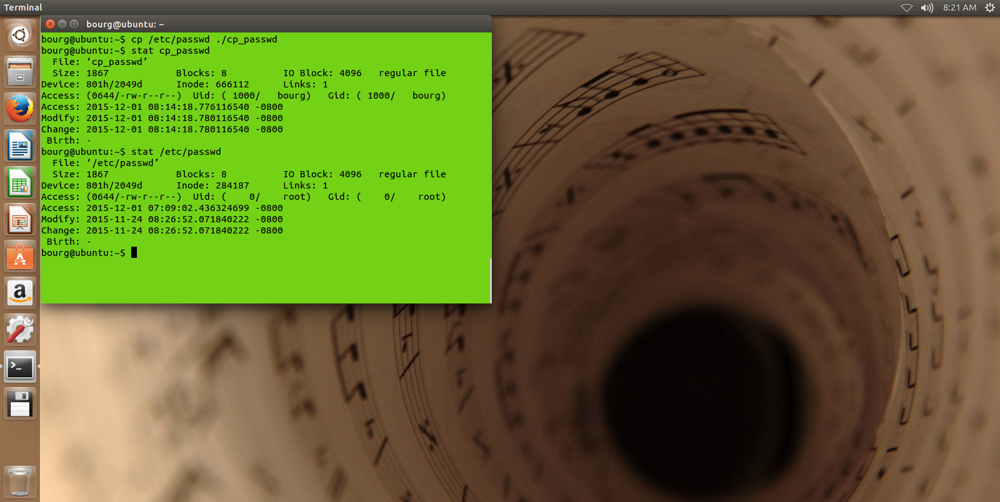 Terminal
8:21 AM
bourg@ubuntu: ~
bourg@ubuntu:~$ cp /etc/passwd ./cp_passwd
bourg@ubuntu:~$ stat cp_passwd
  File: ‘cp_passwd’
  Size: 1867            Blocks: 8          IO Block: 4096   regular file
Device: 801h/2049d      Inode: 666112      Links: 1
Access: (0644/-rw-r--r--)  Uid: ( 1000/   bourg)   Gid: ( 1000/   bourg)
Access: 2015-12-01 08:14:18.776116540 -0800
Modify: 2015-12-01 08:14:18.780116540 -0800
Change: 2015-12-01 08:14:18.780116540 -0800
 Birth: -
bourg@ubuntu:~$ stat /etc/passwd
  File: ‘/etc/passwd’
  Size: 1867            Blocks: 8          IO Block: 4096   regular file
Device: 801h/2049d      Inode: 284187      Links: 1
Access: (0644/-rw-r--r--)  Uid: (    0/    root)   Gid: (    0/    root)
Access: 2015-12-01 07:09:02.436324699 -0800
Modify: 2015-11-24 08:26:52.071840222 -0800
Change: 2015-11-24 08:26:52.071840222 -0800
 Birth: -
bourg@ubuntu:~$